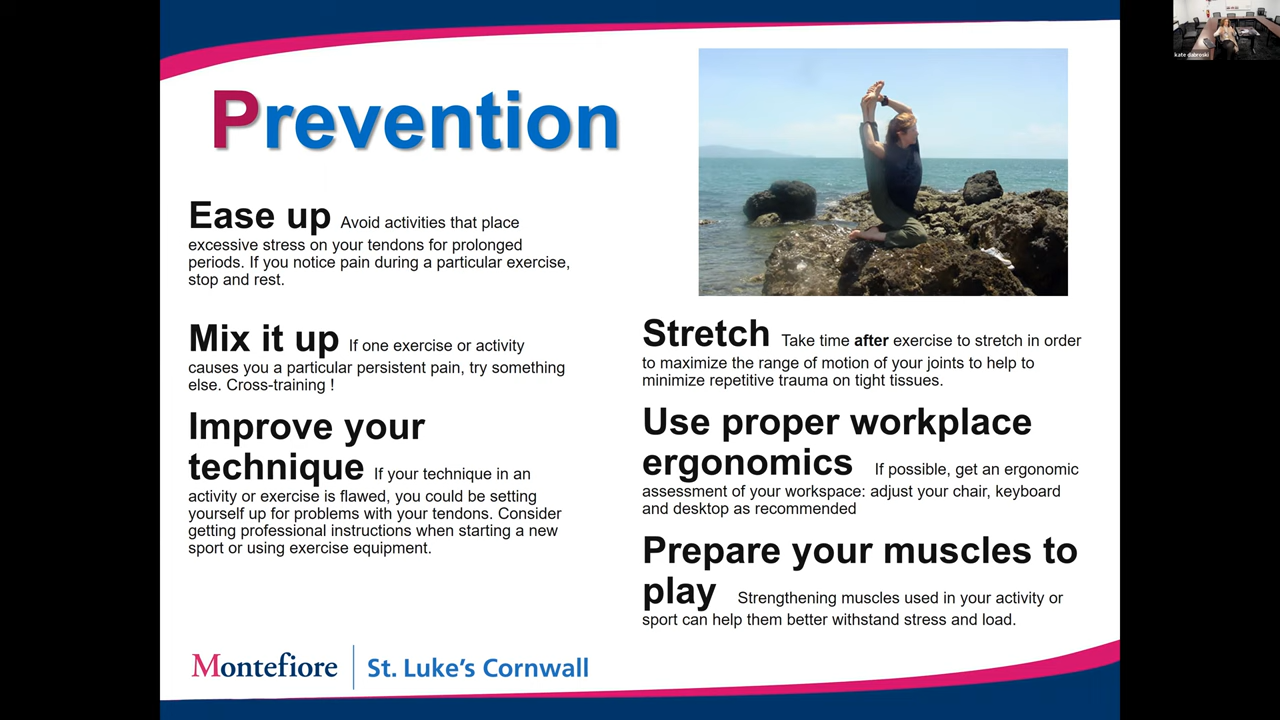 Prevention
Ease up Avoid activities that place
excessive stress on your tendons for prolonged
periods. If you notice pain during a particular exercise,
stop and rest.
Mix it up If one exercise or activity
causes you a particular persistent pain, try something
else. Cross-training !
Improve your
technique If your technique in an
activity or exercise is flawed, you could be setting
yourself up for problems with your tendons. Consider
getting professional instructions when starting a new
sport or using exercise equipment.
Stretch Take time after exercise to stretch in order
to maximize the range of motion of your joints to help to
minimize repetitive trauma on tight tissues.
Use proper workplace
ergonomics If possible, get an ergonomic
assessment of your workspace: adjust your chair, keyboard
and desktop as recommended
Prepare your muscles to
play Strengthening muscles used in your activity or
sport can help them better withstand stress and load.
Montefiore | St. Luke's Cornwall
kate dabroski